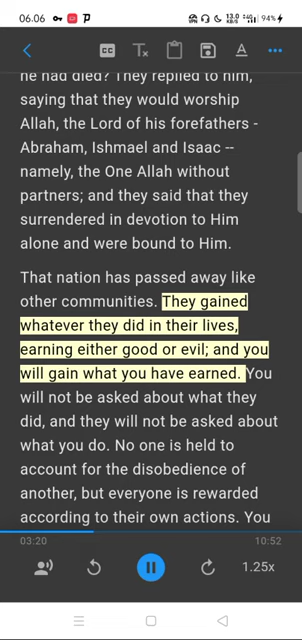 06.06
13.0
KB/S
94%
CC
A
he had died? They replied to him,
saying that they would worship
Allah, the Lord of his forefathers -
Abraham, Ishmael and Isaac --
namely, the One Allah without
partners; and they said that they
surrendered in devotion to Him
alone and were bound to Him.
That nation has passed away like
other communities. They gained
whatever they did in their lives,
earning either good or evil; and you
will gain what you have earned. You
will not be asked about what they
did, and they will not be asked about
what you do. No one is held to
account for the disobedience of
another, but everyone is rewarded
according to their own actions. You
03:20
10:52
1.25x